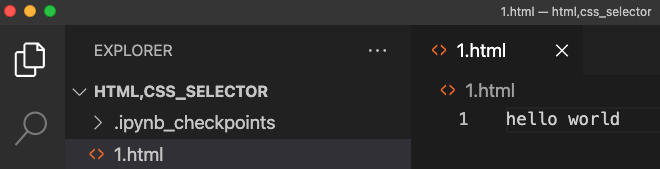 1.html — html,css_selector
EXPLORER
HTML,CSS_SELECTOR
.ipynb_checkpoints
1.html
1.html
1.html
1 hello world